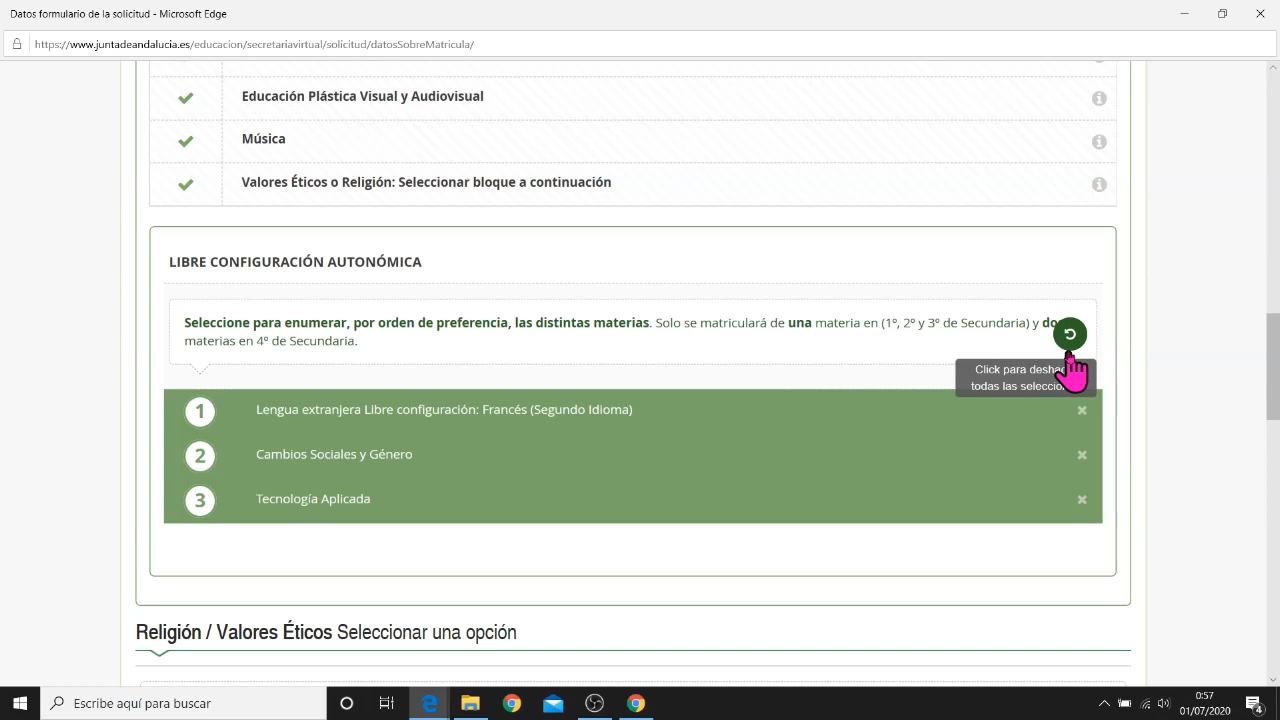 Datos formulario de la solicitud - Microsoft Edge
https://www.juntadeandalucia.es/educacion/secretariavirtual/solicitud/datosSobreMatricula/
Educación Plástica Visual y Audiovisual
Música
Valores Éticos o Religión: Seleccionar bloque a continuación
LIBRE CONFIGURACIÓN AUTONÓMICA
Seleccione para enumerar, por orden de preferencia, las distintas materias. Solo se matriculará de una materia en (1º, 2º y 3º de Secundaria) y
materias en 4º de Secundaria.
Click para
todas las
1 Lengua extranjera Libre configuración: Francés (Segundo Idioma)
2 Cambios Sociales y Género
3 Tecnología Aplicada
Religión / Valores Éticos Seleccionar una opción
Escribe aquí para buscar
0:57
01/07/2020
4